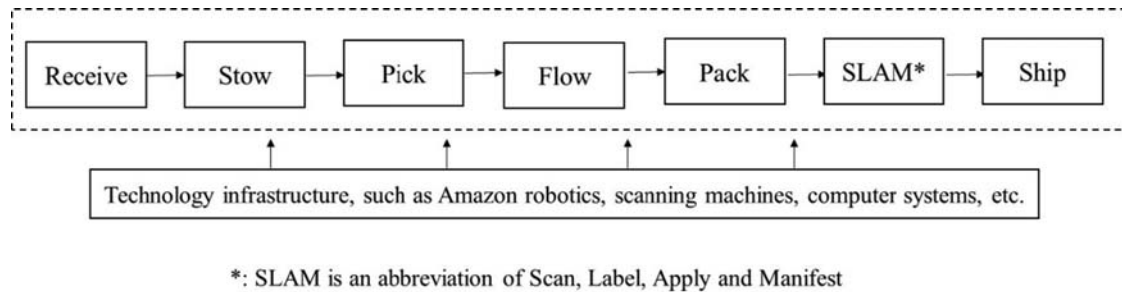 Receive Stow Pick Flow Pack SLAM* Ship
Technology infrastructure, such as Amazon robotics, scanning machines, computer systems, etc.
*: SLAM is an abbreviation of Scan, Label, Apply and Manifest